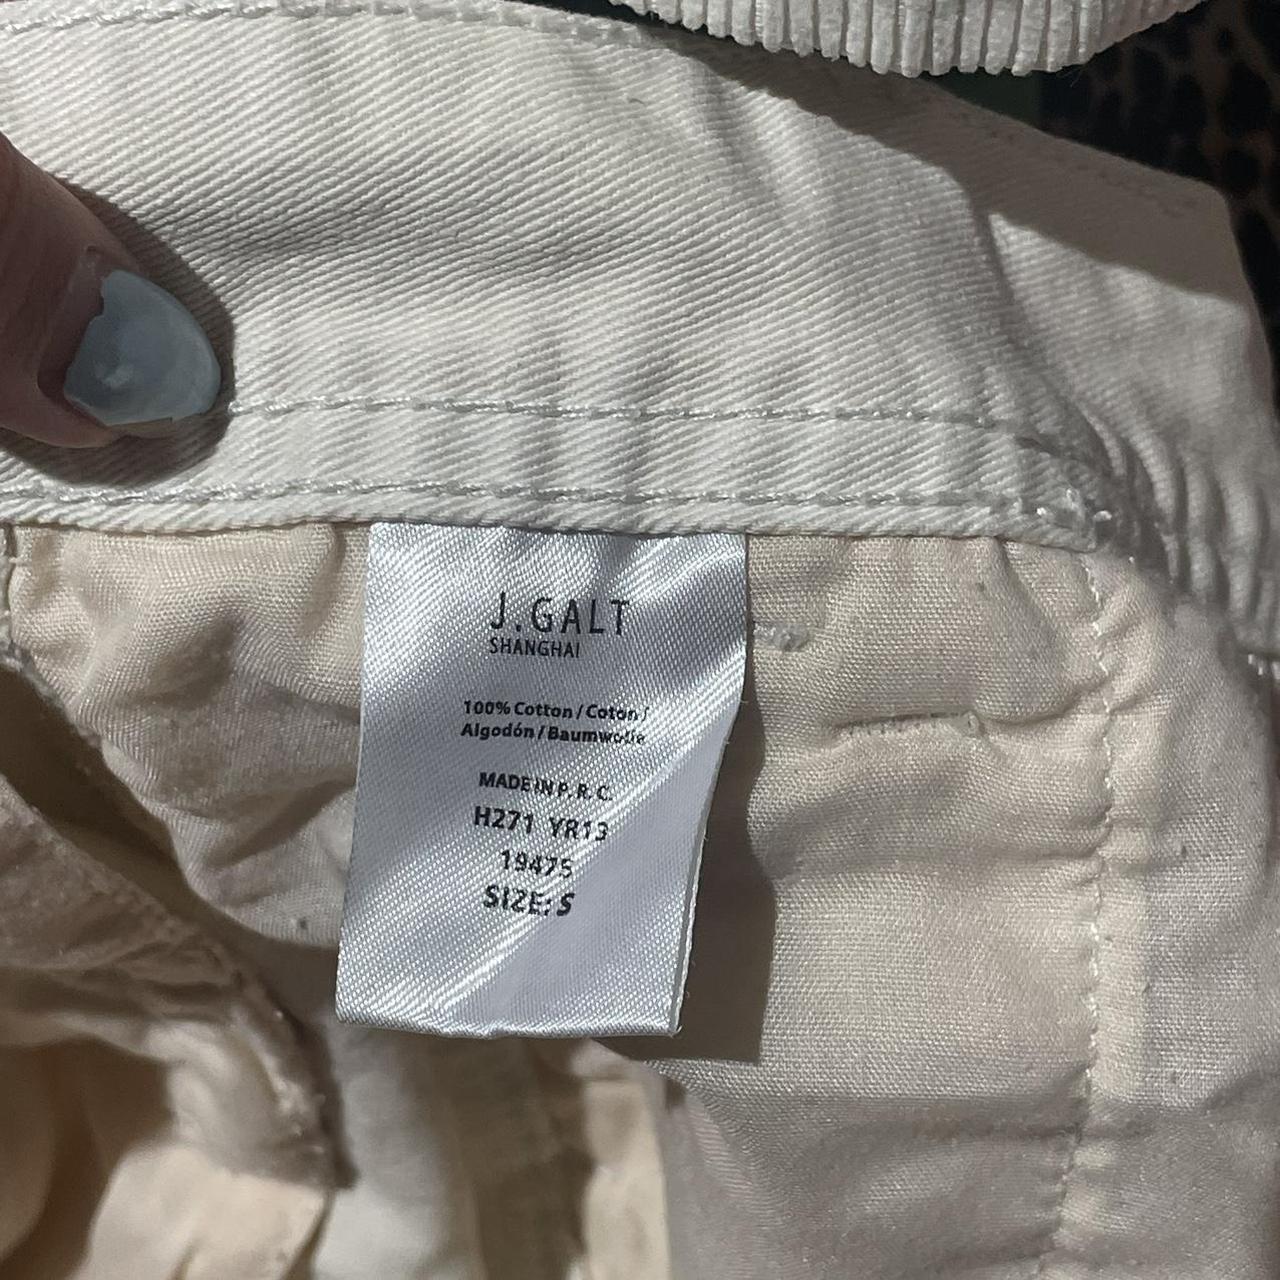 J.GALT
SHANGHAI
100% Cotton / Coton /
Algodón / Baumwolle
MADE IN P. R. C.
H271 YR13
19475
SIZE: S